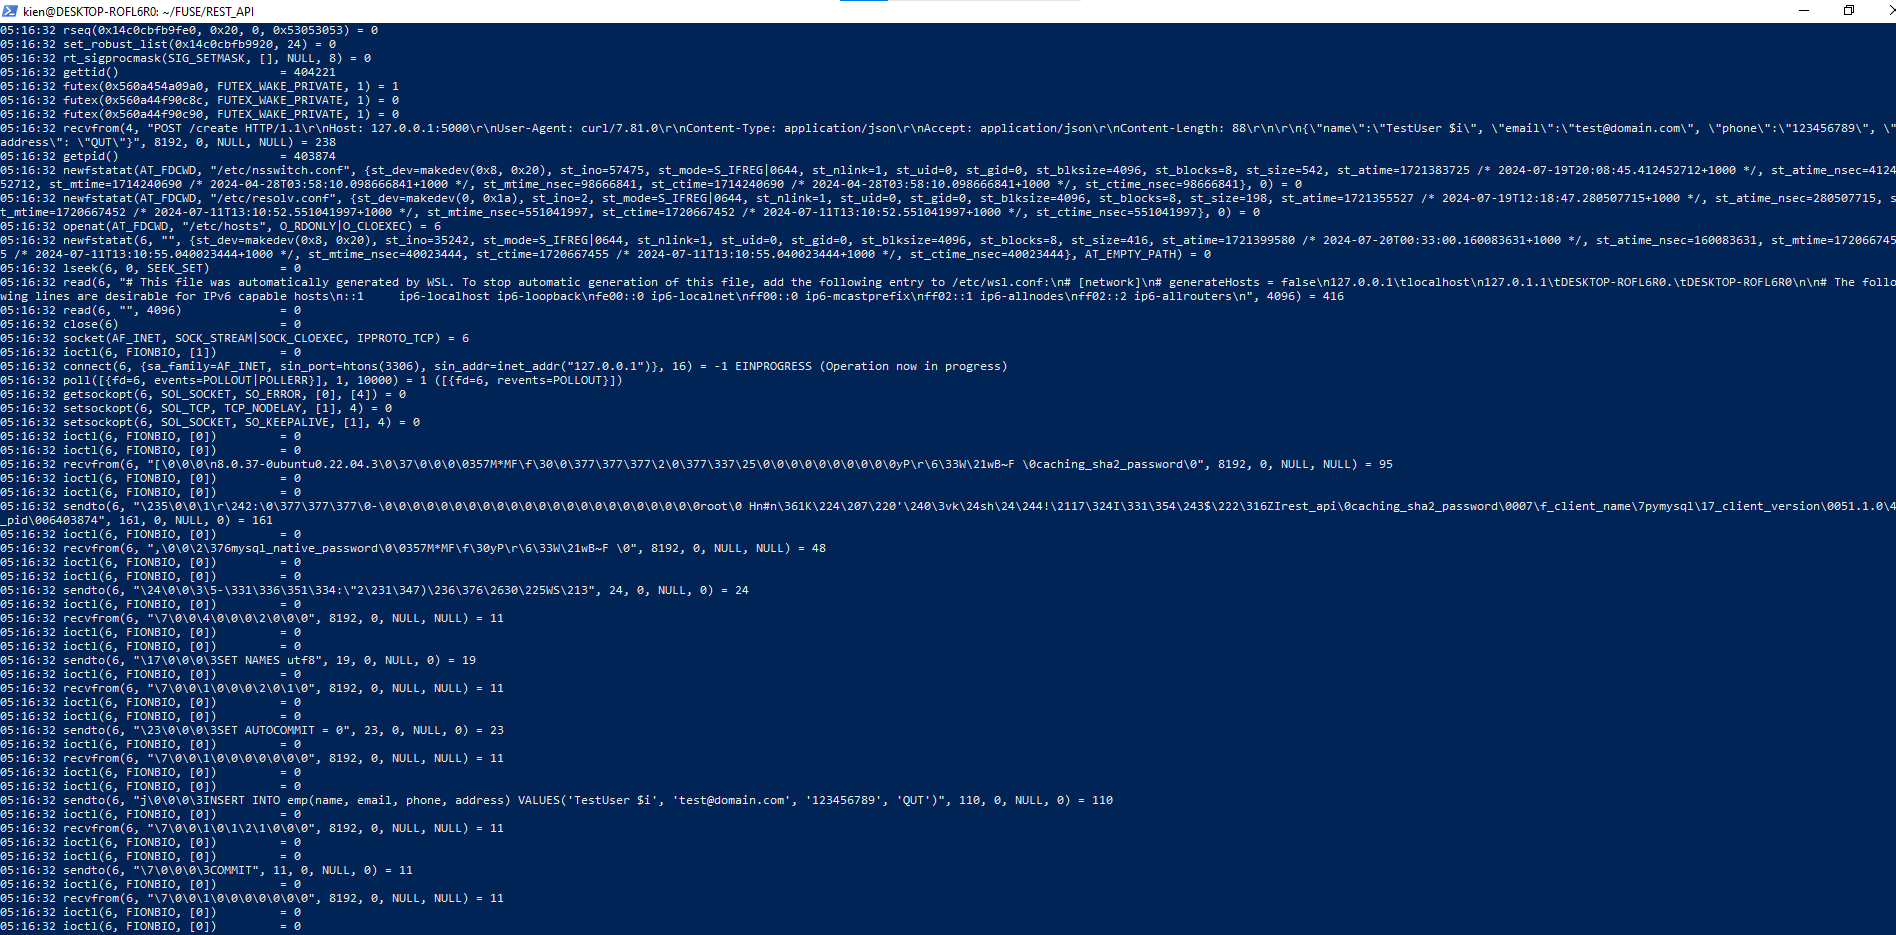 kien@DESKTOP-ROFL6R0: ~/FUSE/REST_API
05:16:32 rseq(0x14c0cbfb9fe0, 0x20, 0, 0x53053053) = 0
05:16:32 set_robust_list(0x14c0cbfb9920, 24) = 0
05:16:32 rt_sigprocmask(SIG_SETMASK, [], NULL, 8) = 0
05:16:32 gettid()                       = 404221
05:16:32 futex(0x560a454a09a0, FUTEX_WAKE_PRIVATE, 1) = 1
05:16:32 futex(0x560a44f90c8c, FUTEX_WAKE_PRIVATE, 1) = 0
05:16:32 futex(0x560a44f90c90, FUTEX_WAKE_PRIVATE, 1) = 0
05:16:32 recvfrom(4, "POST /create HTTP/1.1\r\nHost: 127.0.0.1:5000\r\nUser-Agent: curl/7.81.0\r\nContent-Type: application/json\r\nAccept: application/json\r\nContent-Length: 88\r\n\r\n{\"name\":\"TestUser $i\", \"email\":\"test@domain.com\", \"phone\":\"123456789\", \"
address\": \"QUT\"}", 8192, 0, NULL, NULL) = 238
05:16:32 getpid()                       = 403874
05:16:32 newfstatat(AT_FDCWD, "/etc/nsswitch.conf", {st_dev=makedev(0x8, 0x20), st_ino=57475, st_mode=S_IFREG|0644, st_nlink=1, st_uid=0, st_gid=0, st_blksize=4096, st_blocks=8, st_size=542, st_atime=1721383725 /* 2024-07-19T20:08:45.412452712+1000 */, st_atime_nsec=4124
52712, st_mtime=1714240690 /* 2024-04-28T03:58:10.098666841+1000 */, st_mtime_nsec=98666841, st_ctime=1714240690 /* 2024-04-28T03:58:10.098666841+1000 */, st_ctime_nsec=98666841}, 0) = 0
05:16:32 newfstatat(AT_FDCWD, "/etc/resolv.conf", {st_dev=makedev(0, 0x1a), st_ino=2, st_mode=S_IFREG|0644, st_nlink=1, st_uid=0, st_gid=0, st_blksize=4096, st_blocks=8, st_size=198, st_atime=1721355527 /* 2024-07-19T12:18:47.280507715+1000 */, st_atime_nsec=280507715, s
t_mtime=1720667452 /* 2024-07-11T13:10:52.551041997+1000 */, st_mtime_nsec=551041997, st_ctime=1720667452 /* 2024-07-11T13:10:52.551041997+1000 */, st_ctime_nsec=551041997}, 0) = 0
05:16:32 openat(AT_FDCWD, "/etc/hosts", O_RDONLY|O_CLOEXEC) = 6
05:16:32 newfstatat(6, "", {st_dev=makedev(0x8, 0x20), st_ino=35242, st_mode=S_IFREG|0644, st_nlink=1, st_uid=0, st_gid=0, st_blksize=4096, st_blocks=8, st_size=416, st_atime=1721399580 /* 2024-07-20T00:33:00.160083631+1000 */, st_atime_nsec=160083631, st_mtime=172066745
5 /* 2024-07-11T13:10:55.040023444+1000 */, st_mtime_nsec=40023444, st_ctime=1720667455 /* 2024-07-11T13:10:55.040023444+1000 */, st_ctime_nsec=40023444}, AT_EMPTY_PATH) = 0
05:16:32 lseek(6, 0, SEEK_SET)          = 0
05:16:32 read(6, "# This file was automatically generated by WSL. To stop automatic generation of this file, add the following entry to /etc/wsl.conf:\n# [network]\n# generateHosts = false\n127.0.0.1\tlocalhost\n127.0.1.1\tDESKTOP-ROFL6R0.\tDESKTOP-ROFL6R0\n\n# The follo
wing lines are desirable for IPv6 capable hosts\n::1     ip6-localhost ip6-loopback\nfe00::0 ip6-localnet\nff00::0 ip6-mcastprefix\nff02::1 ip6-allnodes\nff02::2 ip6-allrouters\n", 4096) = 416
05:16:32 read(6, "", 4096)              = 0
05:16:32 close(6)                       = 0
05:16:32 socket(AF_INET, SOCK_STREAM|SOCK_CLOEXEC, IPPROTO_TCP) = 6
05:16:32 ioctl(6, FIONBIO, [1])         = 0
05:16:32 connect(6, {sa_family=AF_INET, sin_port=htons(3306), sin_addr=inet_addr("127.0.0.1")}, 16) = -1 EINPROGRESS (Operation now in progress)
05:16:32 poll([{fd=6, events=POLLOUT|POLLERR}], 1, 10000) = 1 ([{fd=6, revents=POLLOUT}])
05:16:32 getsockopt(6, SOL_SOCKET, SO_ERROR, [0], [4]) = 0
05:16:32 setsockopt(6, SOL_TCP, TCP_NODELAY, [1], 4) = 0
05:16:32 setsockopt(6, SOL_SOCKET, SO_KEEPALIVE, [1], 4) = 0
05:16:32 ioctl(6, FIONBIO, [0])         = 0
05:16:32 ioctl(6, FIONBIO, [0])         = 0
05:16:32 recvfrom(6, "[\0\0\0\n8.0.37-0ubuntu0.22.04.3\0\37\0\0\0\0357M*MF\f\30\0\377\377\377\2\0\377\337\25\0\0\0\0\0\0\0\0\0\0yP\r\6\33W\21wB~F \0caching_sha2_password\0", 8192, 0, NULL, NULL) = 95
05:16:32 ioctl(6, FIONBIO, [0])         = 0
05:16:32 ioctl(6, FIONBIO, [0])         = 0
05:16:32 sendto(6, "\235\0\0\1\r\242:\0\377\377\377\0-\0\0\0\0\0\0\0\0\0\0\0\0\0\0\0\0\0\0\0\0\0\0\0root\0 Hn#n\361K\224\207\220'\240\3vk\24sh\24\244!\2117\324I\331\354\243$\222\316ZIrest_api\0caching_sha2_password\0007\f_client_name\7pymysql\17_client_version\0051.1.0\4
_pid\006403874", 161, 0, NULL, 0) = 161
05:16:32 ioctl(6, FIONBIO, [0])         = 0
05:16:32 recvfrom(6, ",\0\0\2\376mysql_native_password\0\0357M*MF\f\30yP\r\6\33W\21wB~F \0", 8192, 0, NULL, NULL) = 48
05:16:32 ioctl(6, FIONBIO, [0])         = 0
05:16:32 ioctl(6, FIONBIO, [0])         = 0
05:16:32 sendto(6, "\24\0\0\3\5-\331\336\351\334:\"2\231\347)\236\376\2630\225WS\213", 24, 0, NULL, 0) = 24
05:16:32 ioctl(6, FIONBIO, [0])         = 0
05:16:32 recvfrom(6, "\7\0\0\4\0\0\0\2\0\0\0", 8192, 0, NULL, NULL) = 11
05:16:32 ioctl(6, FIONBIO, [0])         = 0
05:16:32 ioctl(6, FIONBIO, [0])         = 0
05:16:32 sendto(6, "\17\0\0\0\3SET NAMES utf8", 19, 0, NULL, 0) = 19
05:16:32 ioctl(6, FIONBIO, [0])         = 0
05:16:32 recvfrom(6, "\7\0\0\1\0\0\0\2\0\1\0", 8192, 0, NULL, NULL) = 11
05:16:32 ioctl(6, FIONBIO, [0])         = 0
05:16:32 ioctl(6, FIONBIO, [0])         = 0
05:16:32 sendto(6, "\23\0\0\0\3SET AUTOCOMMIT = 0", 23, 0, NULL, 0) = 23
05:16:32 ioctl(6, FIONBIO, [0])         = 0
05:16:32 recvfrom(6, "\7\0\0\1\0\0\0\0\0\0\0", 8192, 0, NULL, NULL) = 11
05:16:32 ioctl(6, FIONBIO, [0])         = 0
05:16:32 ioctl(6, FIONBIO, [0])         = 0
05:16:32 sendto(6, "j\0\0\0\3INSERT INTO emp(name, email, phone, address) VALUES('TestUser $i', 'test@domain.com', '123456789', 'QUT')", 110, 0, NULL, 0) = 110
05:16:32 ioctl(6, FIONBIO, [0])         = 0
05:16:32 recvfrom(6, "\7\0\0\1\0\1\2\1\0\0\0", 8192, 0, NULL, NULL) = 11
05:16:32 ioctl(6, FIONBIO, [0])         = 0
05:16:32 ioctl(6, FIONBIO, [0])         = 0
05:16:32 sendto(6, "\7\0\0\0\3COMMIT", 11, 0, NULL, 0) = 11
05:16:32 ioctl(6, FIONBIO, [0])         = 0
05:16:32 recvfrom(6, "\7\0\0\1\0\0\0\0\0\0\0", 8192, 0, NULL, NULL) = 11
05:16:32 ioctl(6, FIONBIO, [0])         = 0
05:16:32 ioctl(6, FIONBIO, [0])         = 0